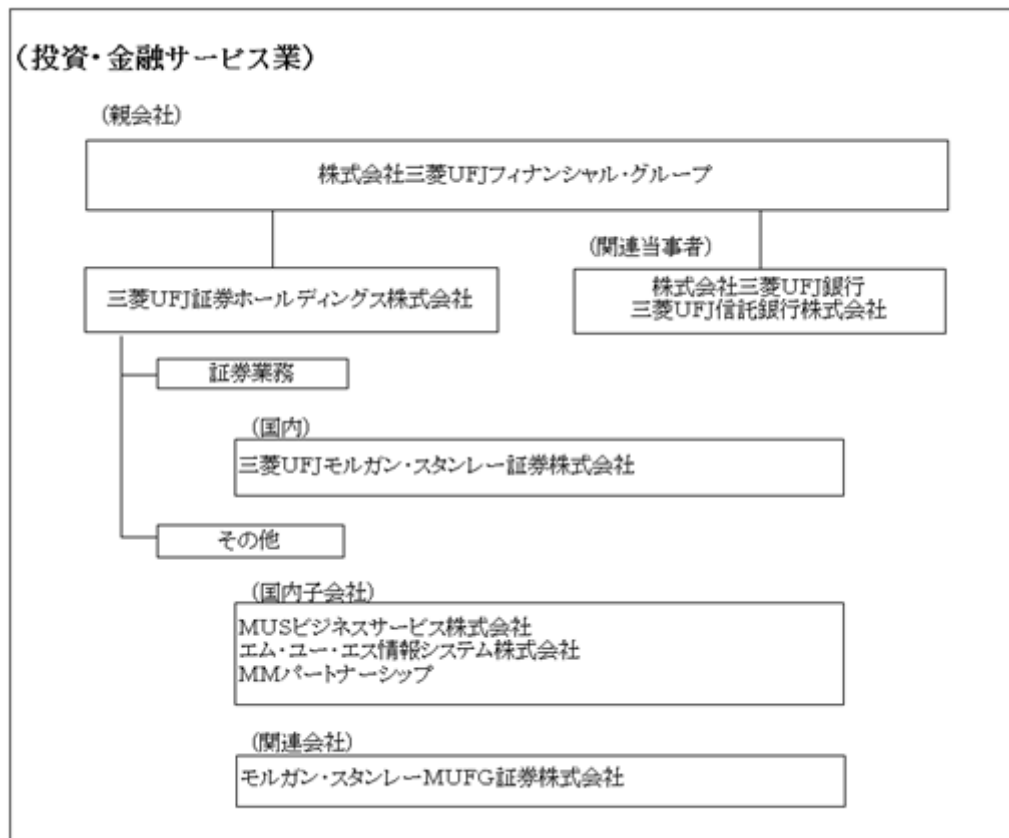 (投資・金融サービス業)
(親会社)
株式会社三菱UFJフィナンシャル・グループ
(関連当事者)
三菱UFJ証券ホールディングス株式会社
株式会社三菱UFJ銀行
三菱UFJ信託銀行株式会社
証券業務
(国内)
三菱UFJモルガン・スタンレー証券株式会社
その他
(国内子会社)
MUSビジネスサービス株式会社
エム・ユー・エス情報システム株式会社
MMパートナーシップ
(関連会社)
モルガン・スタンレーMUFG証券株式会社